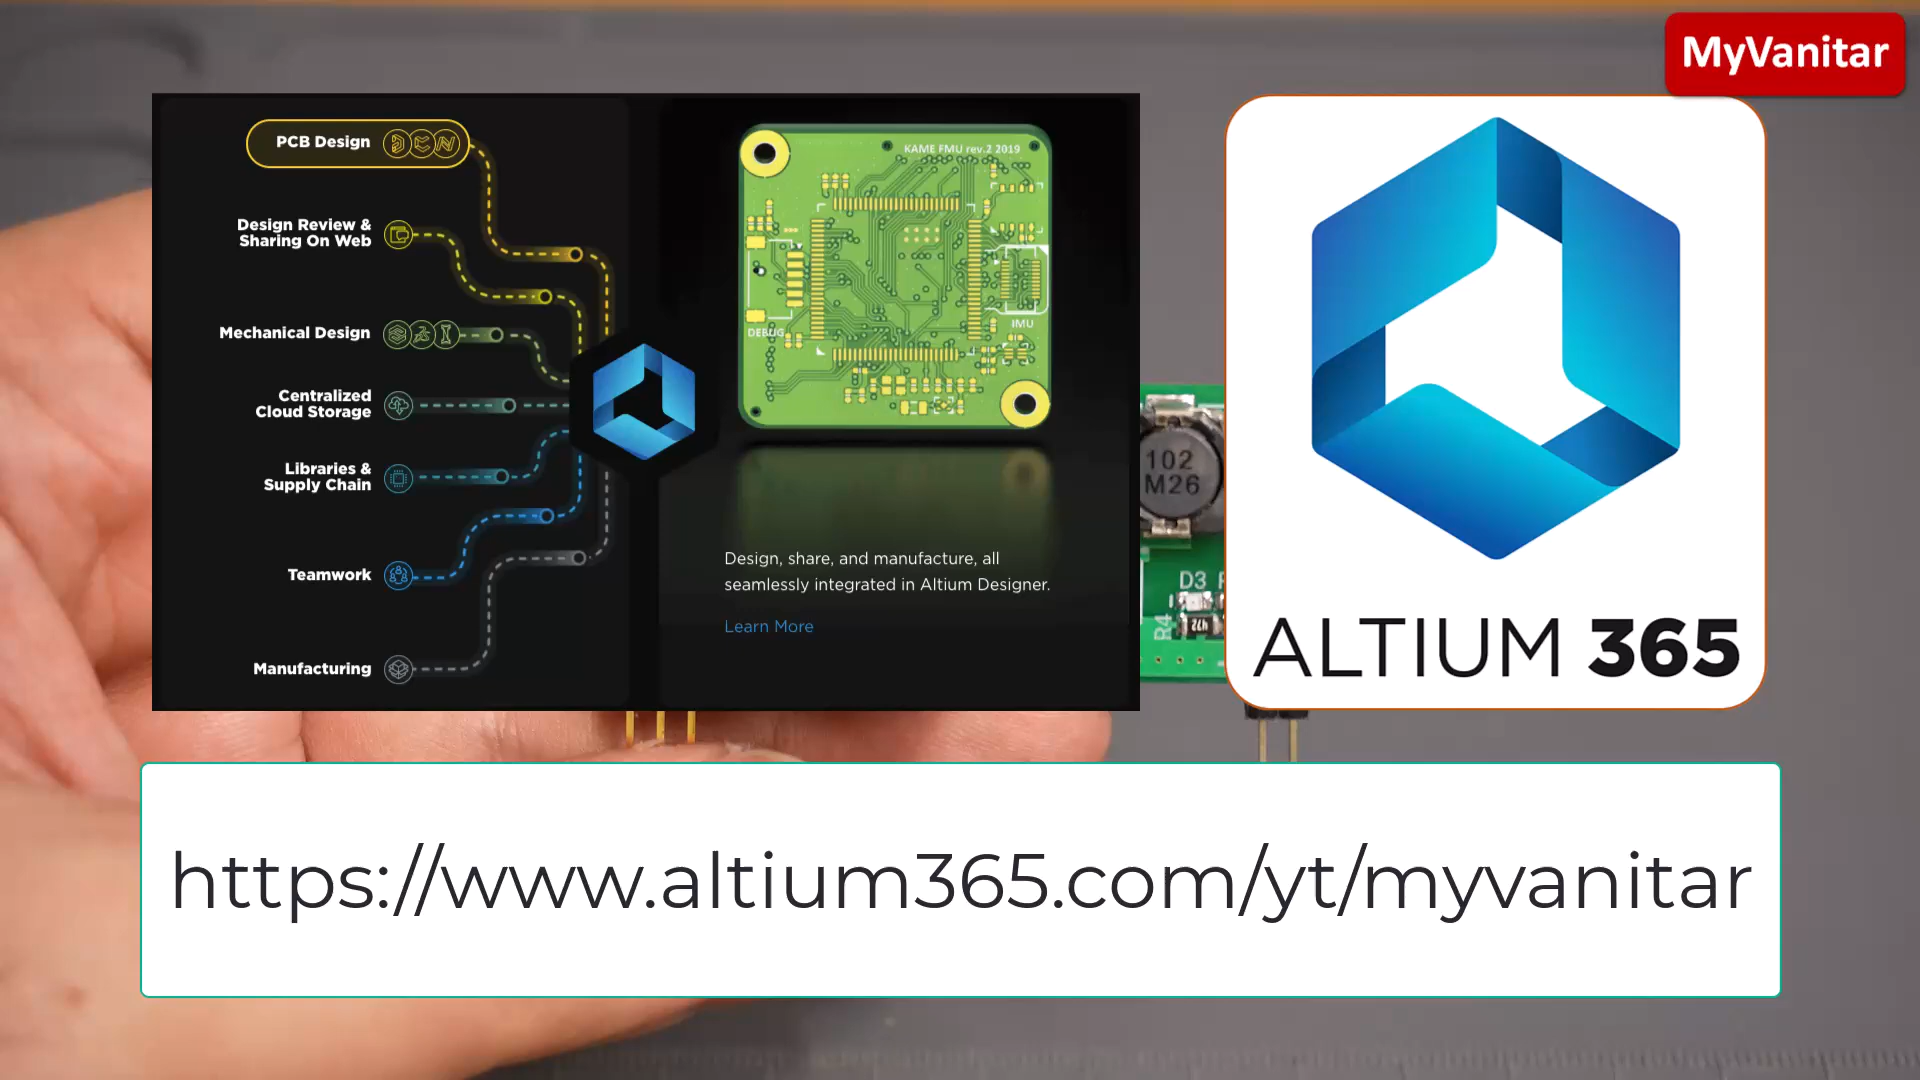 MyVanitar
PCB Design
Design Review &
Sharing On Web
Mechanical Design
Centralized
Cloud Storage
Libraries &
Supply Chain
Teamwork
Manufacturing
KAME FMU rev.2 2019
DEBUG
IMU
Design, share, and manufacture, all
seamlessly integrated in Altium Designer.
Learn More
102
M26
D3
R4
472
ALTIUM 365
https://www.altium365.com/yt/myvanitar